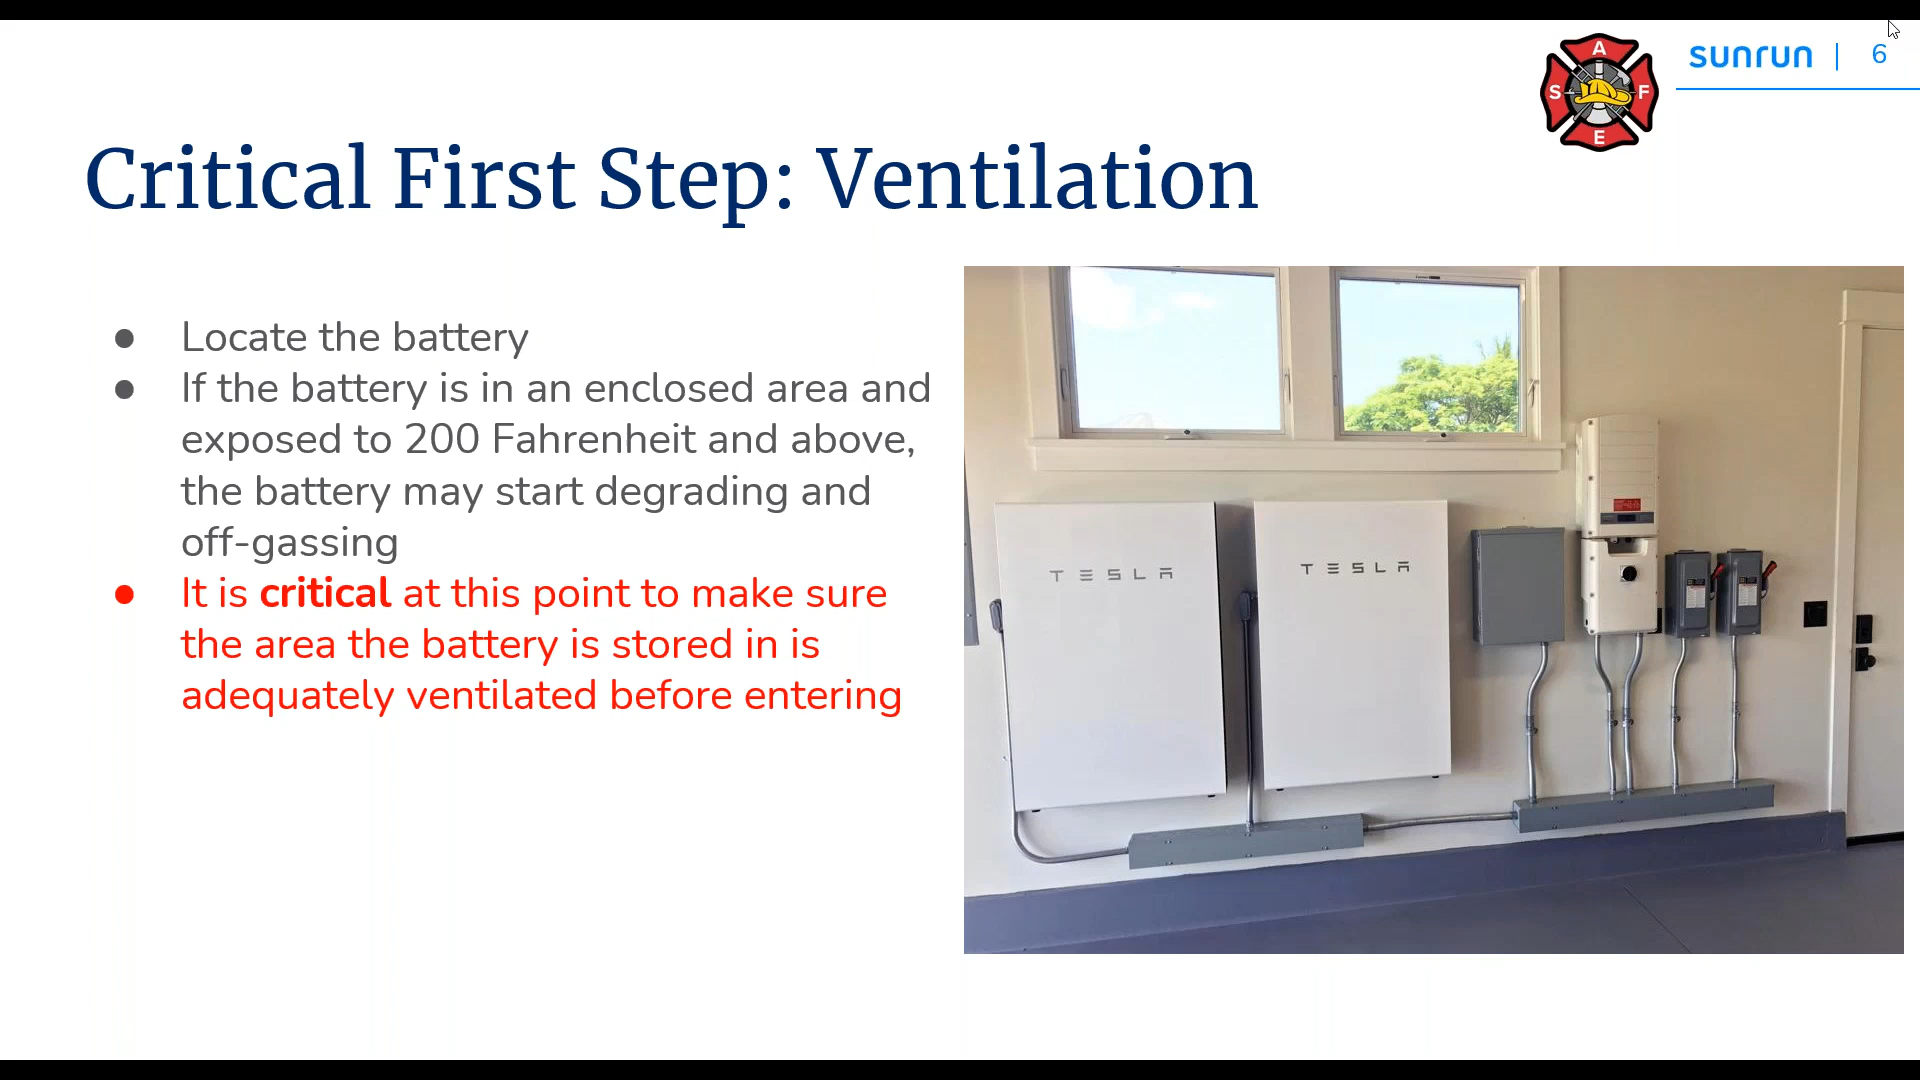 A
S F
E
sunrun | 6
Critical First Step: Ventilation
● Locate the battery
● If the battery is in an enclosed area and
exposed to 200 Fahrenheit and above,
the battery may start degrading and
off-gassing
● It is critical at this point to make sure
the area the battery is stored in is
adequately ventilated before entering
TESLA
TESLA